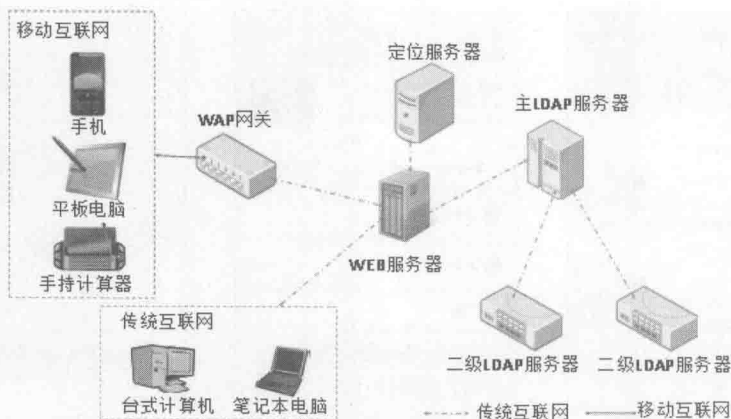 移动互联网
手机
平板电脑
手持计算器
WAP网关
定位服务器
主LDAP服务器
WEB服务器
传统互联网
台式计算机
笔记本电脑
二级LDAP服务器
二级LDAP服务器
传统互联网
移动互联网